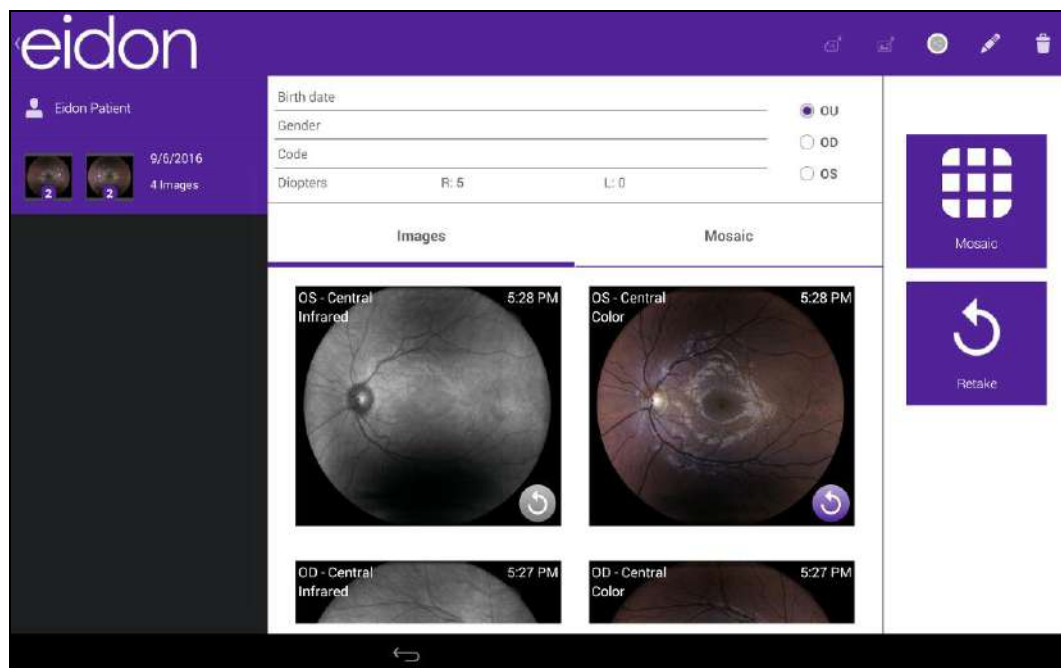 eidon
Eidon Patient
9/6/2016
4 Images
2
2
Birth date
Gender
Code
Diopters R: 5 L: 0
OU
OD
OS
Images Mosaic
OS - Central 5:28 PM
Infrared
OS - Central 5:28 PM
Color
OD - Central 5:27 PM
Infrared
OD - Central 5:27 PM
Color
Mosaic
Retake